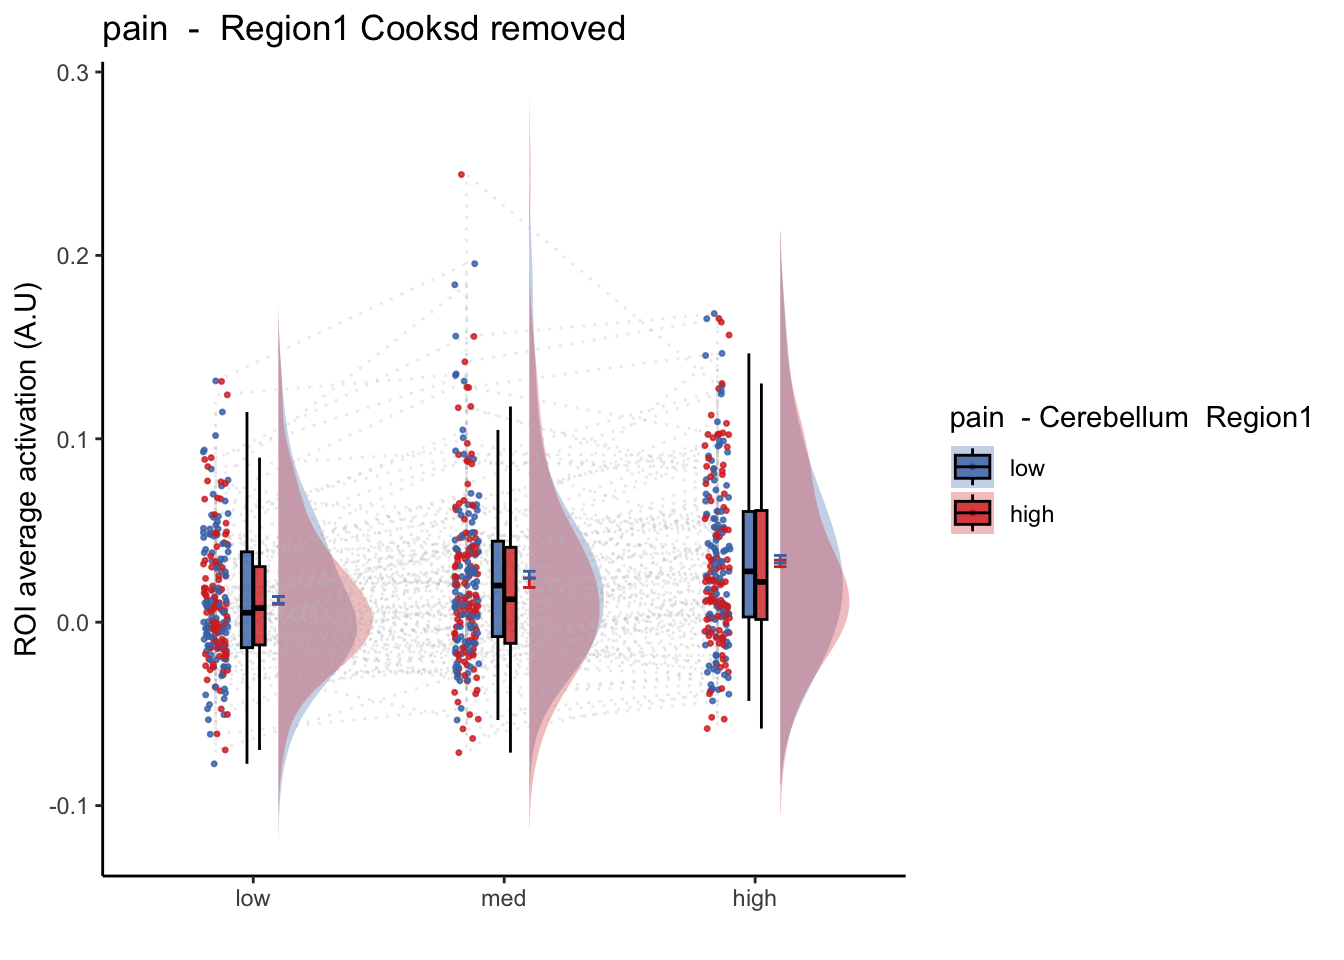 pain  -  Region1 Cooksd removed
ROI average activation (A.U)
0.3
0.2
0.1
0.0
-0.1
low
med
high
pain  - Cerebellum  Region1
low
high